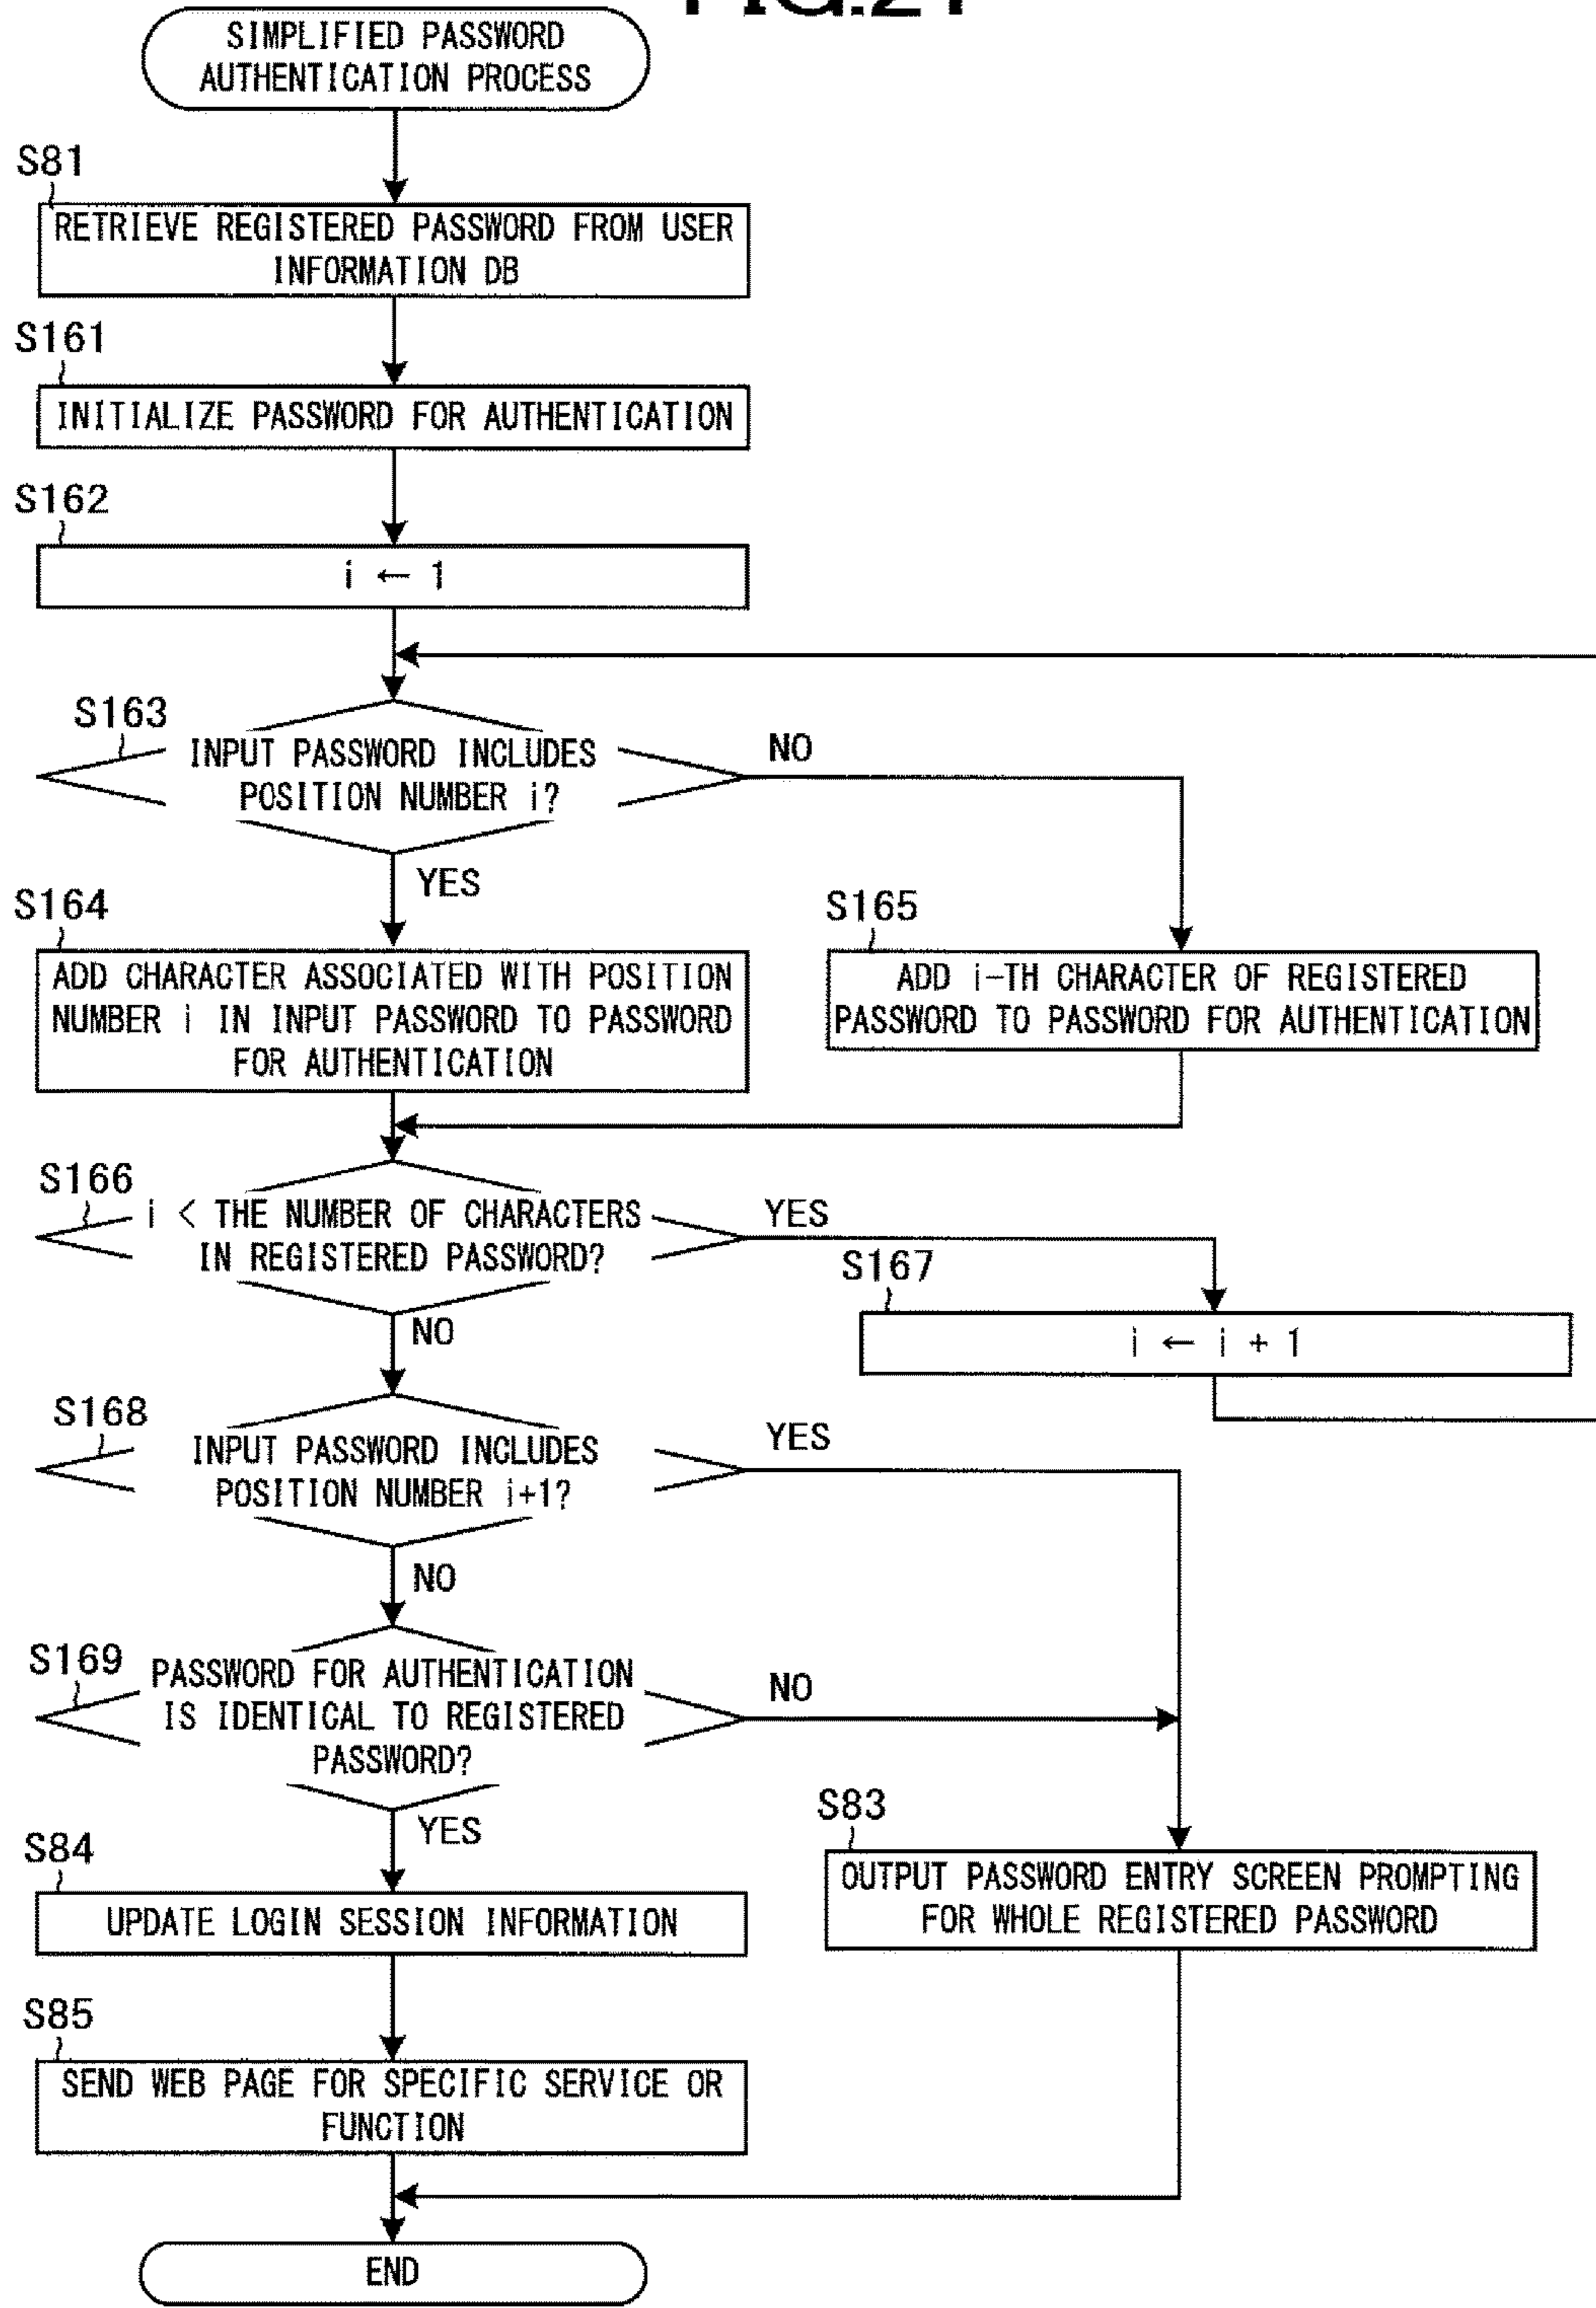 SIMPLIFIED PASSWORD
AUTHENTICATION PROCESS
S81
RETRIEVE REGISTERED PASSWORD FROM USER
INFORMATION DB
S161
INITIALIZE PASSWORD FOR AUTHENTICATION
S162
i ← 1
S163
INPUT PASSWORD INCLUDES
POSITION NUMBER i?
NO
YES
S164
ADD CHARACTER ASSOCIATED WITH POSITION
NUMBER i IN INPUT PASSWORD TO PASSWORD
FOR AUTHENTICATION
S165
ADD i-TH CHARACTER OF REGISTERED
PASSWORD TO PASSWORD FOR AUTHENTICATION
S166
i < THE NUMBER OF CHARACTERS
IN REGISTERED PASSWORD?
YES
NO
S167
i ← i + 1
S168
INPUT PASSWORD INCLUDES
POSITION NUMBER i+1?
YES
NO
S169
PASSWORD FOR AUTHENTICATION
IS IDENTICAL TO REGISTERED
PASSWORD?
NO
YES
S83
OUTPUT PASSWORD ENTRY SCREEN PROMPTING
FOR WHOLE REGISTERED PASSWORD
S84
UPDATE LOGIN SESSION INFORMATION
S85
SEND WEB PAGE FOR SPECIFIC SERVICE OR
FUNCTION
END